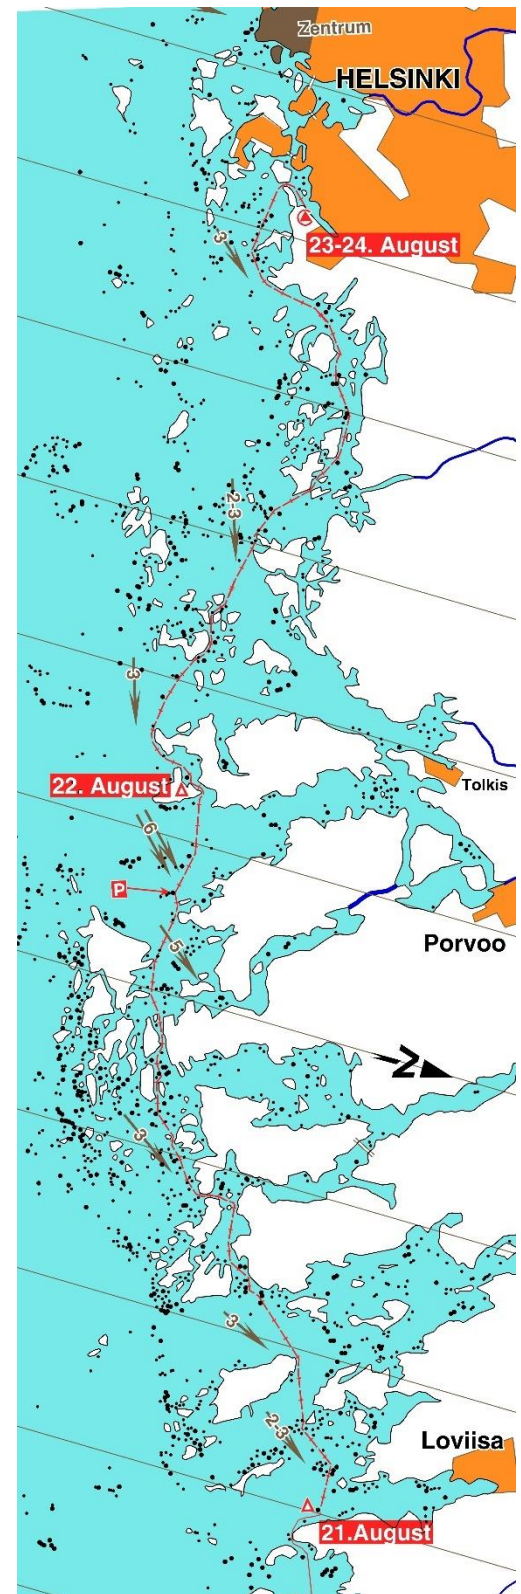 Zentrum
HELSINKI
23-24. August
3
2-3
3
22. August
Tolkis
6
P
Porvoo
5
N
3
3
Loviisa
2-3
21.August